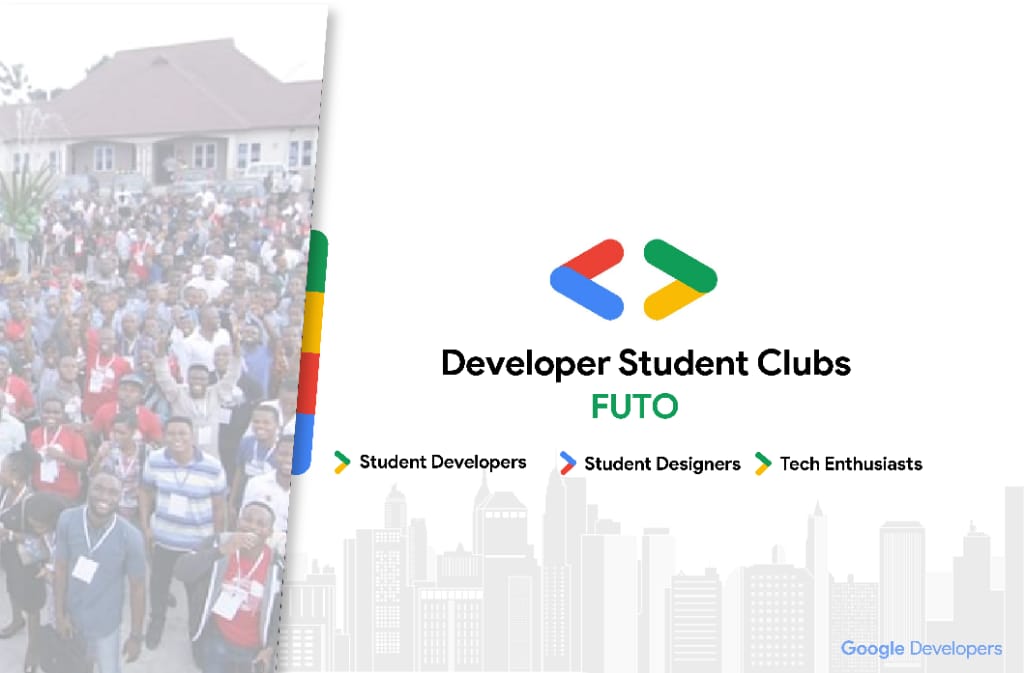 Developer Student Clubs
FUTO
Student Developers
Student Designers
Tech Enthusiasts
Google Developers